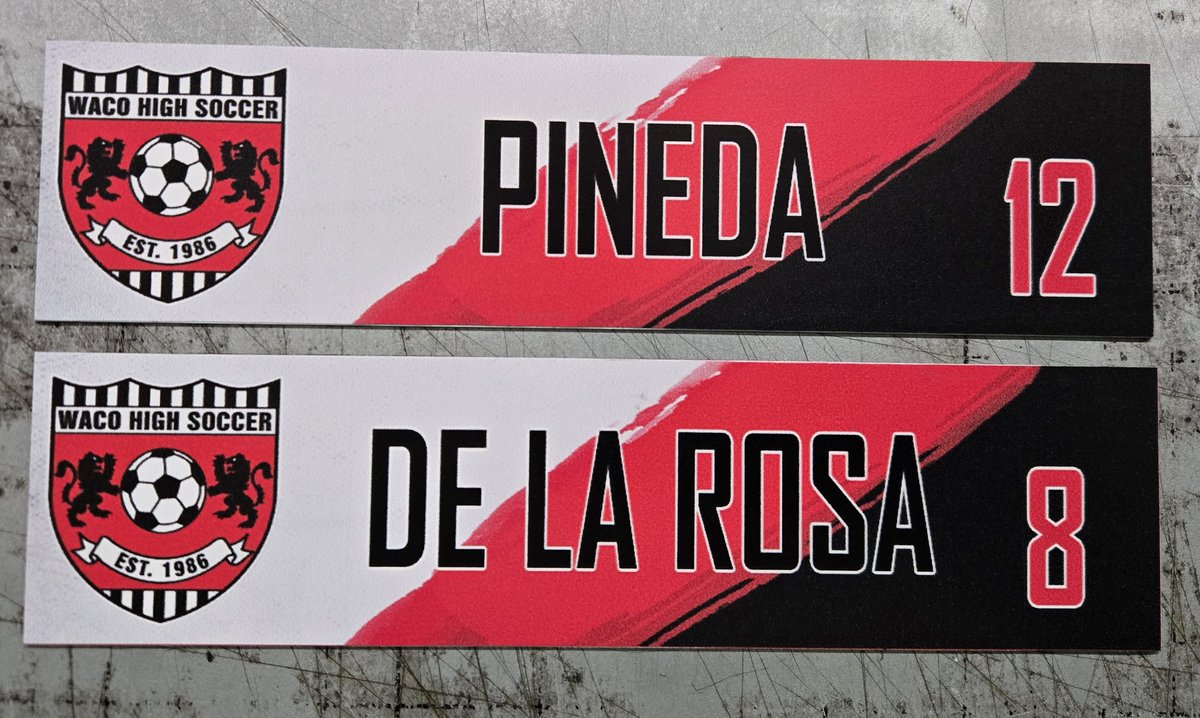 WACO HIGH SOCCER
EST. 1986
PINEDA
12
WACO HIGH SOCCER
EST. 1986
DE LA ROSA
8